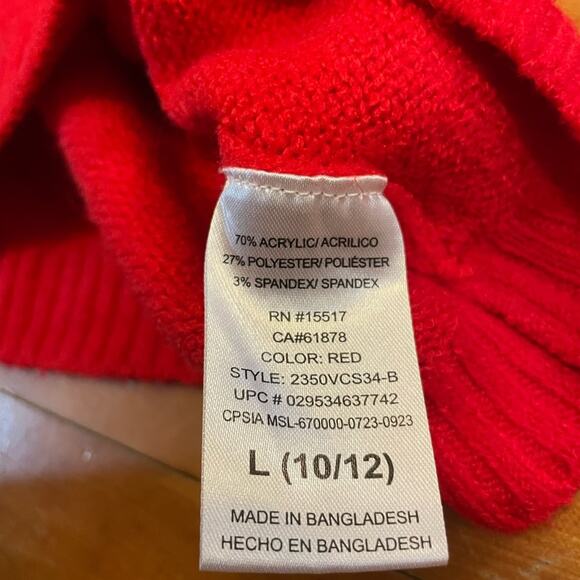 70% ACRYLIC/ ACRILICO
27% POLYESTER/ POLIÉSTER
3% SPANDEX/ SPANDEX
RN #15517
CA#61878
COLOR: RED
STYLE: 2350VCS34-B
UPC # 029534637742
CPSIA MSL-670000-0723-0923
L (10/12)
MADE IN BANGLADESH
HECHO EN BANGLADESH